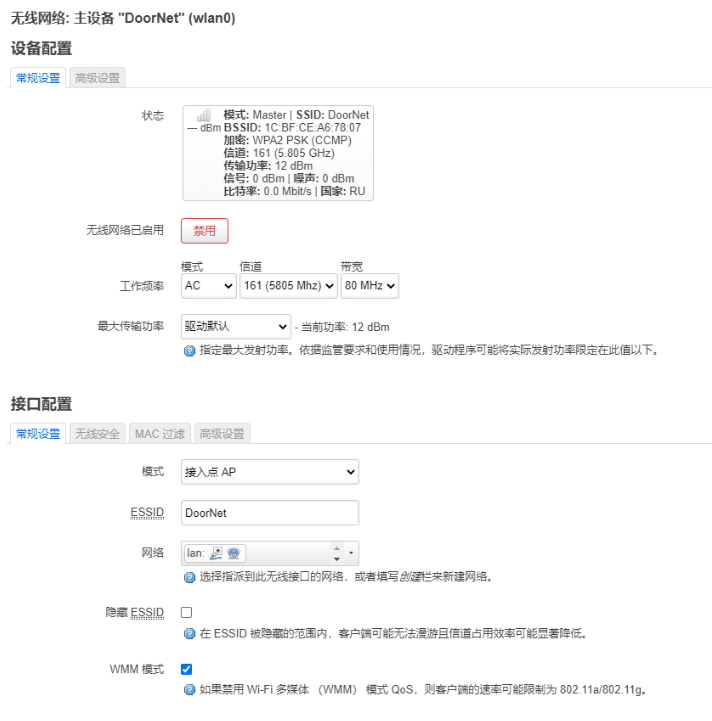 无线网络: 主设备 "DoorNet" (wlan0)
设备配置
常规设置 高级设置
状态
模式: Master | SSID: DoorNet
--- dBm BSSID: 1C:BF:CE:A6:78:07
加密: WPA2 PSK (CCMP)
信道: 161 (5.805 GHz)
传输功率: 12 dBm
信号: 0 dBm | 噪声: 0 dBm
比特率: 0.0 Mbit/s | 国家: RU
无线网络已启用 禁用
模式 信道 带宽
工作频率 AC 161 (5805 Mhz) 80 MHz
最大传输功率 驱动默认 - 当前功率: 12 dBm
指定最大发射功率。依据监管要求和使用情况，驱动程序可能将实际发射功率限定在此值以下。
接口配置
常规设置 无线安全 MAC 过滤 高级设置
模式 接入点 AP
ESSID DoorNet
网络 lan:
选择指派到此无线接口的网络，或者填写创建栏来新建网络。
隐藏 ESSID
在 ESSID 被隐藏的范围内，客户端可能无法漫游且信道占用效率可能显著降低。
WMM 模式
如果禁用 Wi-Fi 多媒体 （WMM） 模式 QoS，则客户端的速率可能限制为 802.11a/802.11g。